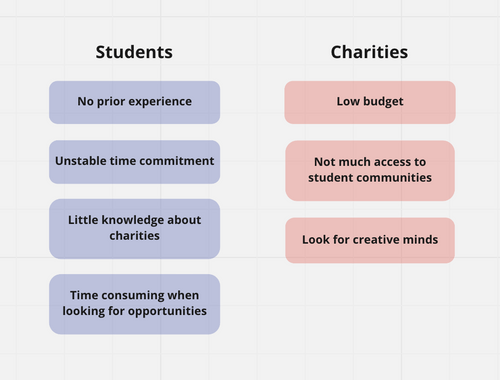 Students
No prior experience
Unstable time commitment
Little knowledge about
charities
Time consuming when
looking for opportunities
Charities
Low budget
Not much access to
student communities
Look for creative minds